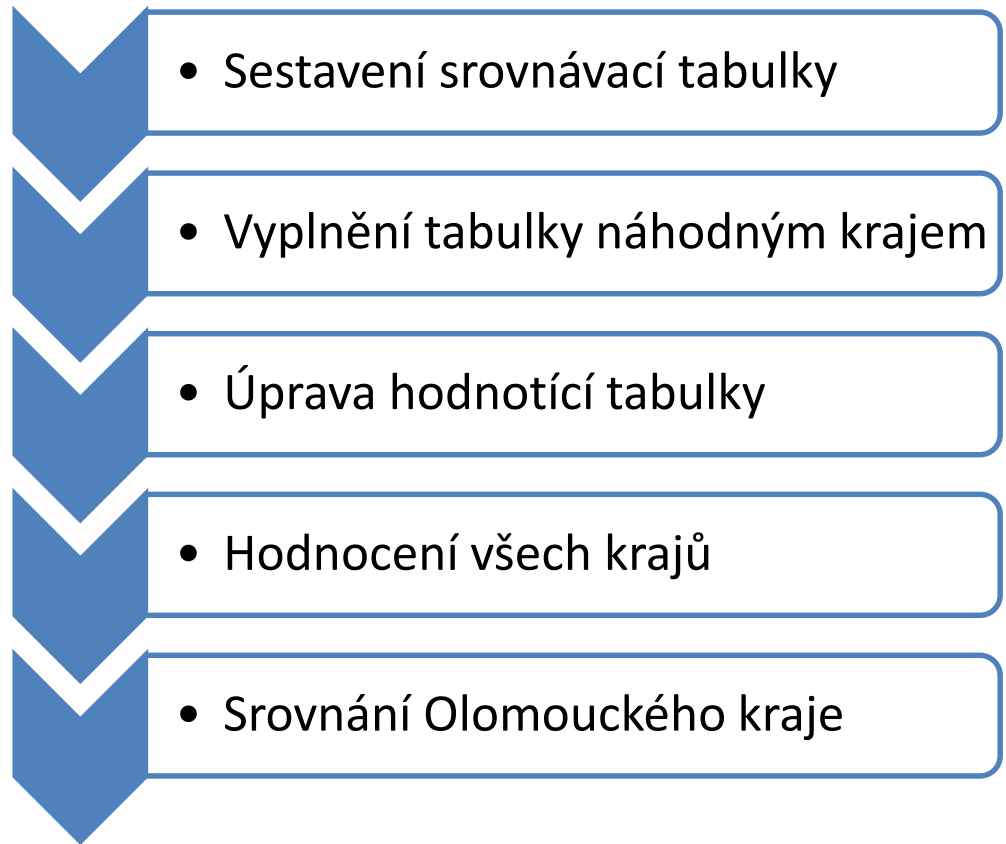 • Sestavení srovnávací tabulky
• Vyplnění tabulky náhodným krajem
• Úprava hodnotící tabulky
• Hodnocení všech krajů
• Srovnání Olomouckého kraje